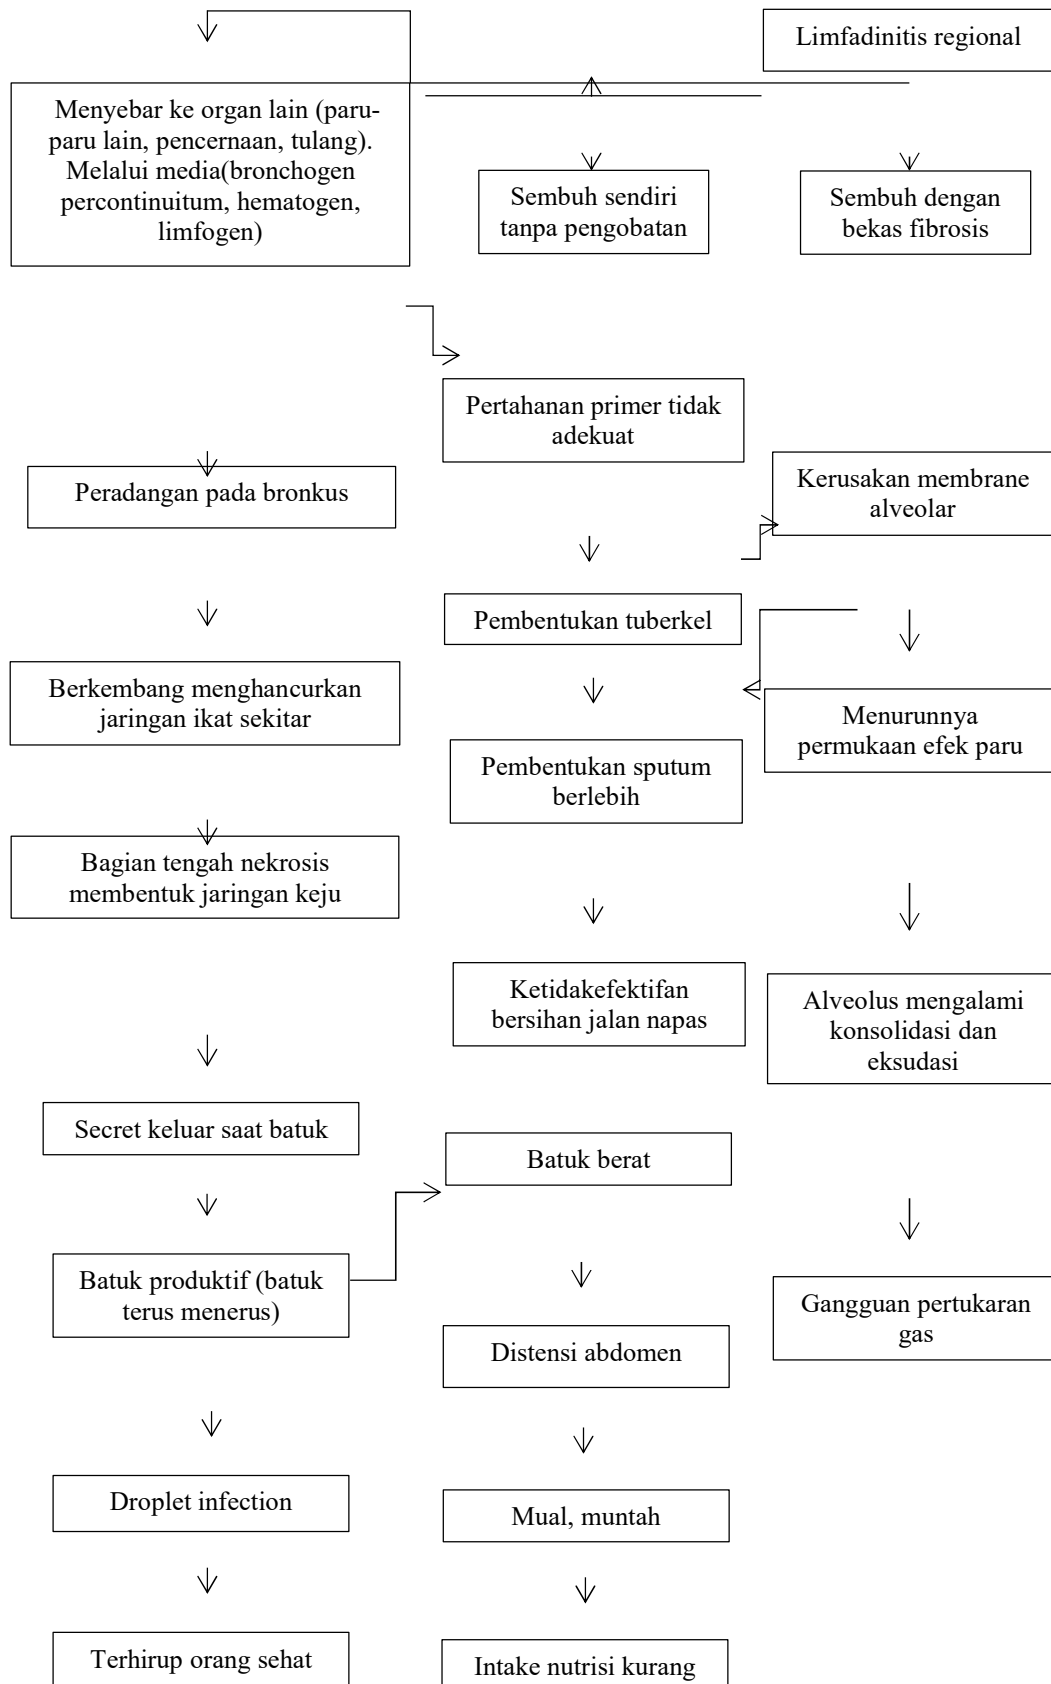 Limfadinitis regional
Menyebar ke organ lain (paru-
paru lain, pencernaan, tulang).
Melalui media(bronchogen
percontinuitum, hematogen,
limfogen)
Sembuh sendiri
tanpa pengobatan
Sembuh dengan
bekas fibrosis
Pertahanan primer tidak
adekuat
Peradangan pada bronkus
Kerusakan membrane
alveolar
Pembentukan tuberkel
Berkembang menghancurkan
jaringan ikat sekitar
Menurunnya
permukaan efek paru
Pembentukan sputum
berlebih
Bagian tengah nekrosis
membentuk jaringan keju
Ketidakefektifan
bersihan jalan napas
Alveolus mengalami
konsolidasi dan
eksudasi
Secret keluar saat batuk
Batuk berat
Batuk produktif (batuk
terus menerus)
Gangguan pertukaran
gas
Distensi abdomen
Droplet infection
Mual, muntah
Terhirup orang sehat
Intake nutrisi kurang